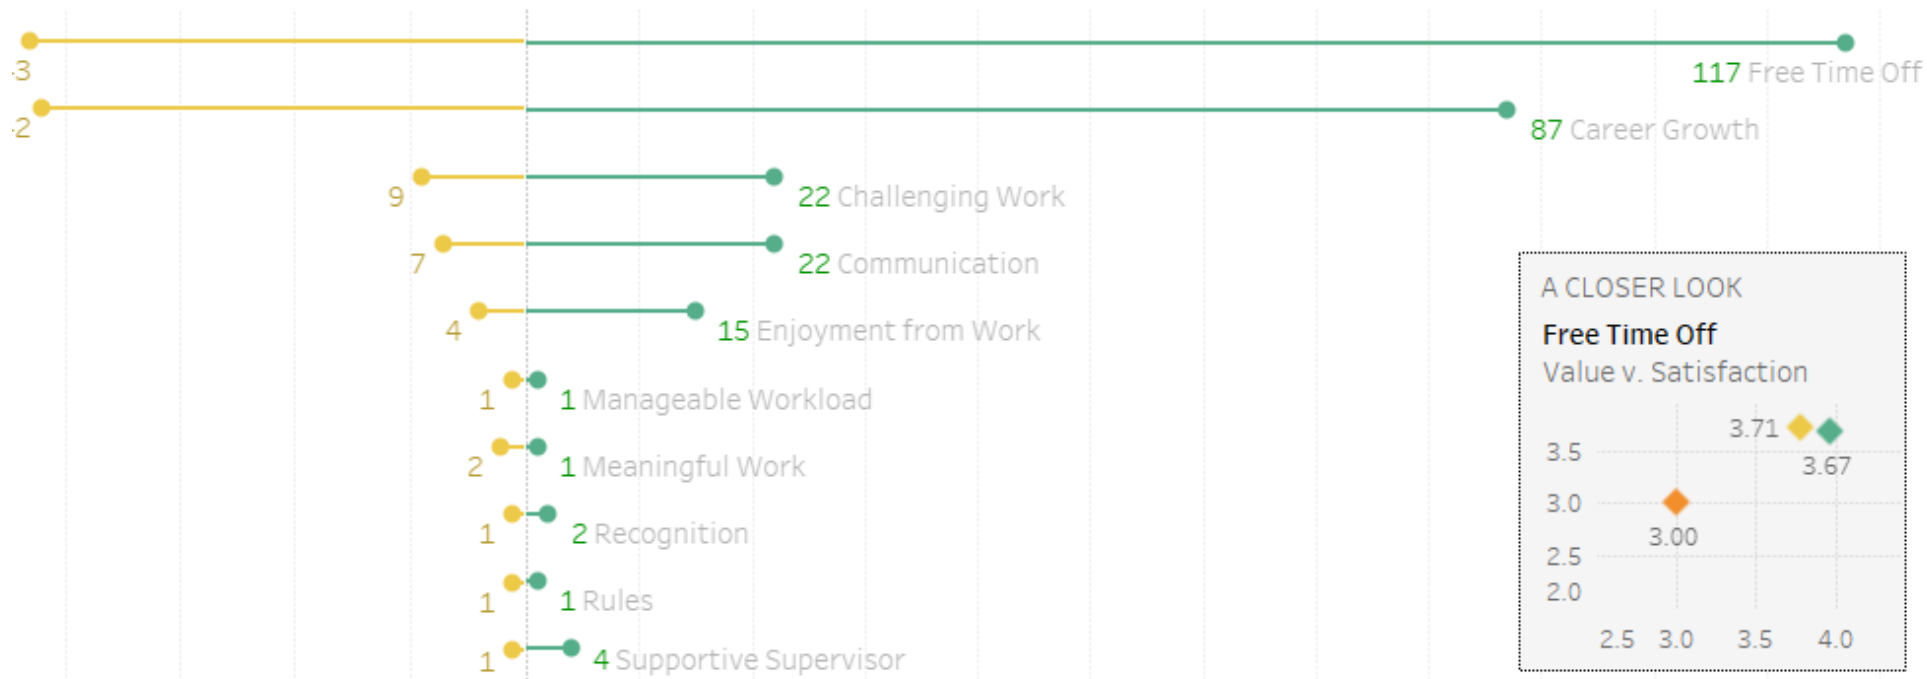 3
117 Free Time Off
2
87 Career Growth
9
22 Challenging Work
7
22 Communication
4
15 Enjoyment from Work
1
1 Manageable Workload
2
1 Meaningful Work
1
2 Recognition
1
1 Rules
1
4 Supportive Supervisor
A CLOSER LOOK
Free Time Off
Value v. Satisfaction
3.71
3.67
3.5
3.0
3.00
2.5
2.0
2.5 3.0 3.5 4.0